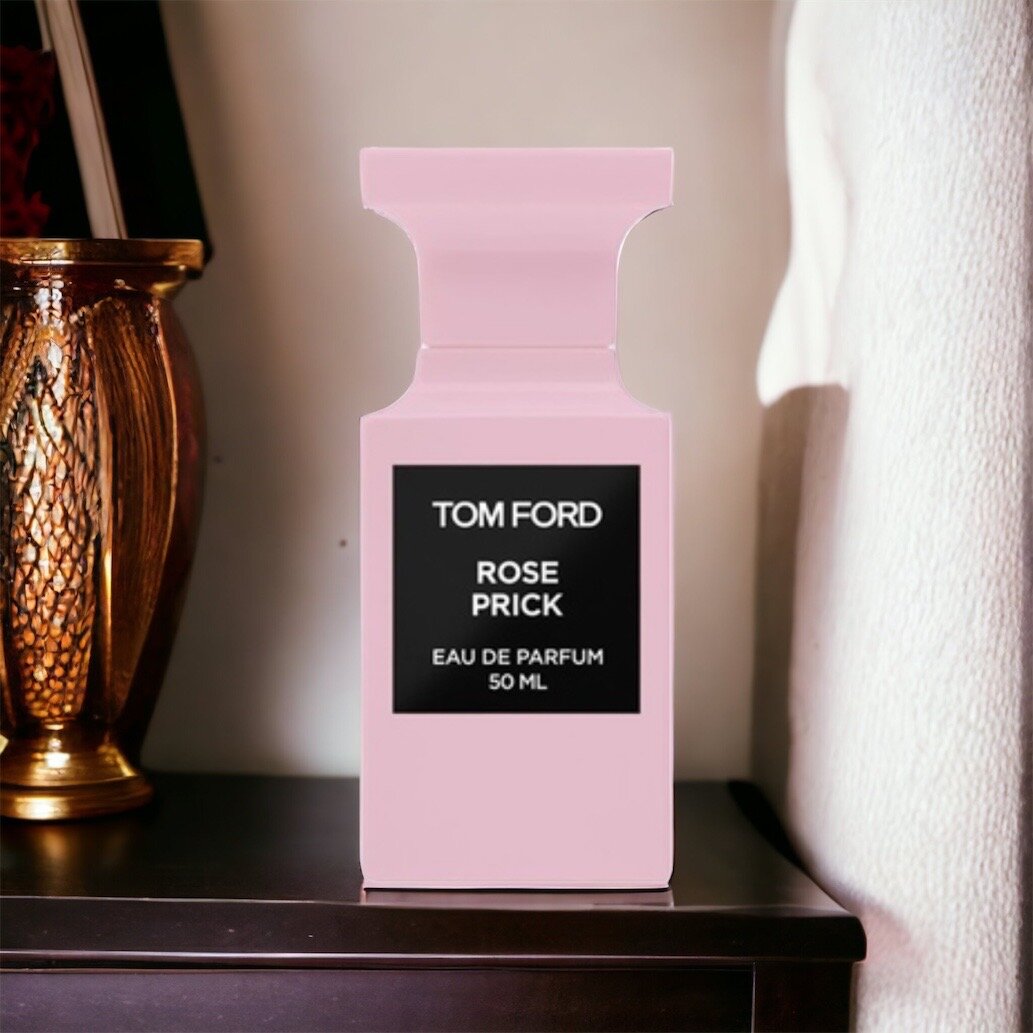 TOM FORD
ROSE
PRICK
EAU DE PARFUM
50 ML